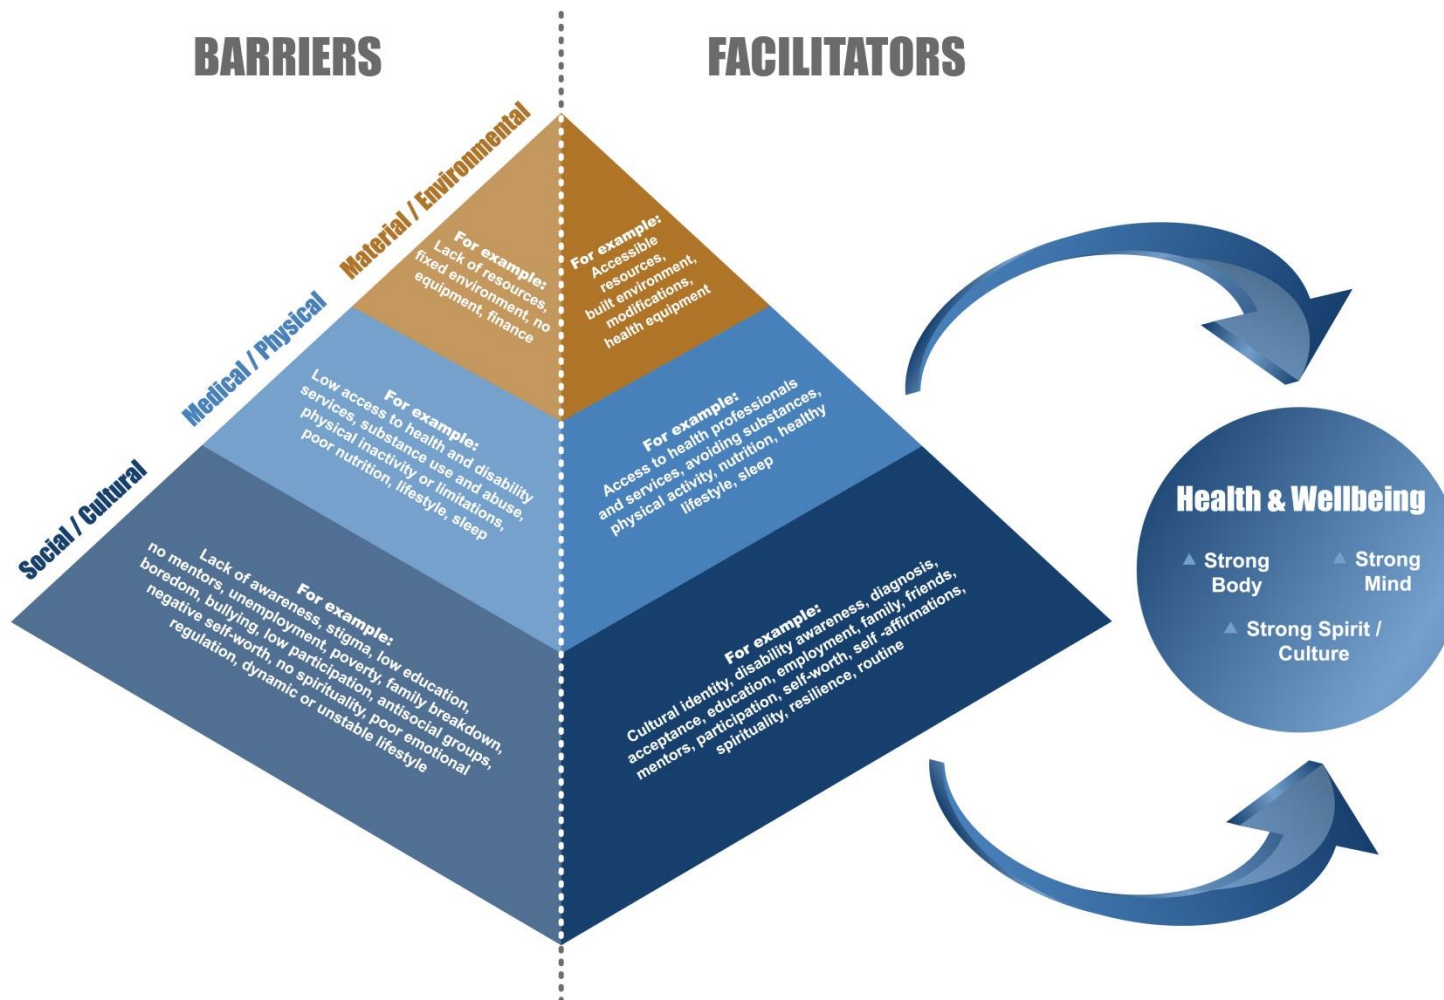 BARRIERS
FACILITATORS
Material / Environmental
Medical / Physical
Social / Cultural
For example:
Lack of resources,
fixed environment, no
equipment, finance
For example:
Accessible
resources,
built environment,
modifications,
health equipment
For example:
Low access to health and disability
services, substance use and abuse,
physical inactivity or limitations,
poor nutrition, lifestyle, sleep
For example:
Access to health professionals
and services, avoiding substances,
physical activity, nutrition, healthy
lifestyle, sleep
For example:
Lack of awareness, stigma, low education,
no mentors, unemployment, poverty, family breakdown,
boredom, bullying, low participation, antisocial groups,
negative self-worth, no spirituality, poor emotional
regulation, dynamic or unstable lifestyle
For example:
Cultural identity, disability awareness, diagnosis,
acceptance, education, employment, family, friends,
mentors, participation, self-worth, self -affirmations,
spirituality, resilience, routine
Health & Wellbeing
Strong
Body
Strong
Mind
Strong Spirit /
Culture